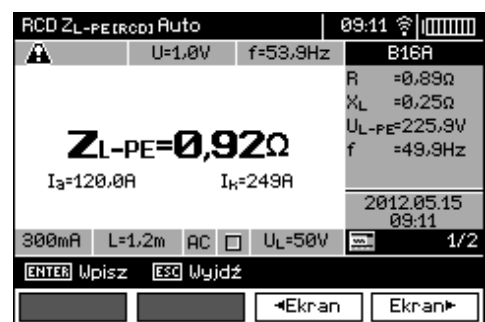 RCD ZL-PE[RCD] Auto 09:11
U=1,0V f=53,9Hz B16A
R =0,89Ω
XL =0,25Ω
UL-PE=225,9V
f =49,9Hz
ZL-PE=0,92Ω
Ia=120,0A Ik=249A
2012.05.15
09:11
300mA L=1,2m AC UL=50V 1/2
ENTER Wpisz ESC Wyjdź
◄Ekran Ekran►